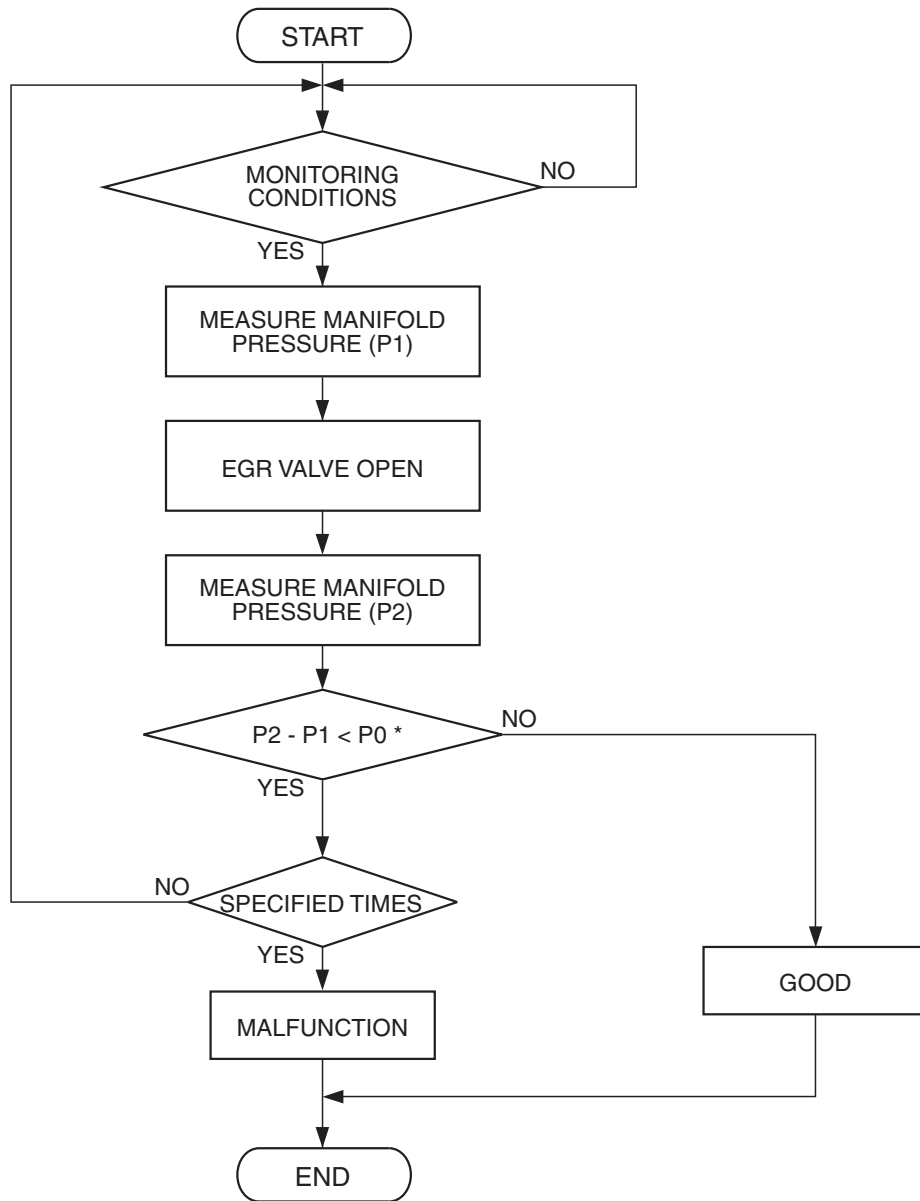 START
MONITORING
CONDITIONS
NO
YES
MEASURE MANIFOLD
PRESSURE (P1)
EGR VALVE OPEN
MEASURE MANIFOLD
PRESSURE (P2)
P2 - P1 < P0 *
NO
YES
NO
SPECIFIED TIMES
YES
GOOD
MALFUNCTION
END